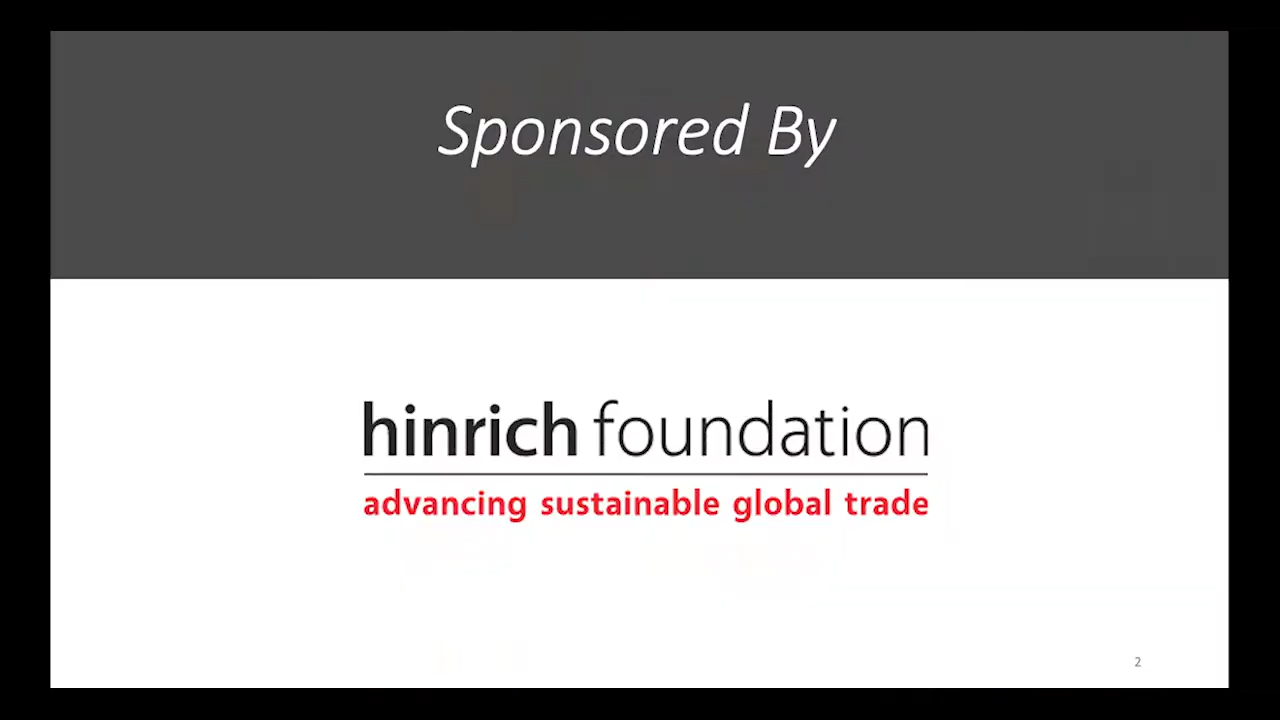 Sponsored By
hinrich foundation
advancing sustainable global trade
2